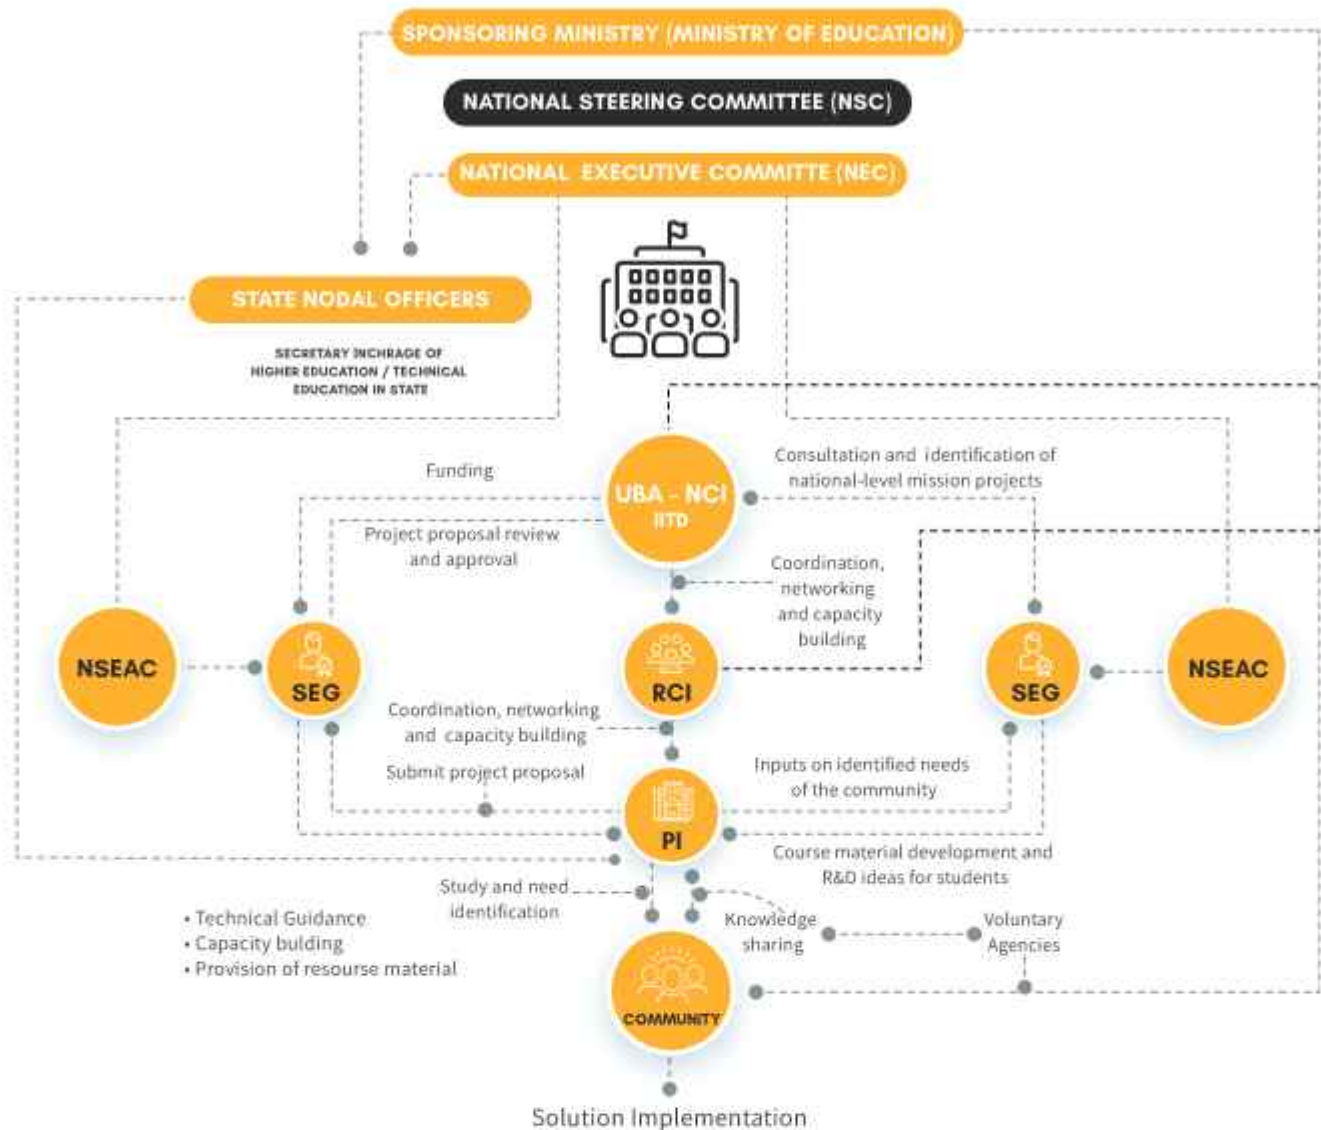 SPONSORING MINISTRY (MINISTRY OF EDUCATION)
NATIONAL STEERING COMMITTEE (NSC)
NATIONAL EXECUTIVE COMMITTE (NEC)
STATE NODAL OFFICERS
SECRETARY INCHRAGE OF
HIGHER EDUCATION / TECHNICAL
EDUCATION IN STATE
Funding
UBA - NCI
IITD
Consultation and identification of
national-level mission projects
Project proposal review
and approval
Coordination,
networking
and capacity
building
NSEAC
SEG
RCI
SEG
NSEAC
Coordination, networking
and capacity building
Submit project proposal
Inputs on identified needs
of the community
PI
Course material development and
R&D ideas for students
Study and need
identification
• Technical Guidance
• Capacity bulding
• Provision of resourse material
Knowledge
sharing
Voluntary
Agencies
COMMUNITY
Solution Implementation